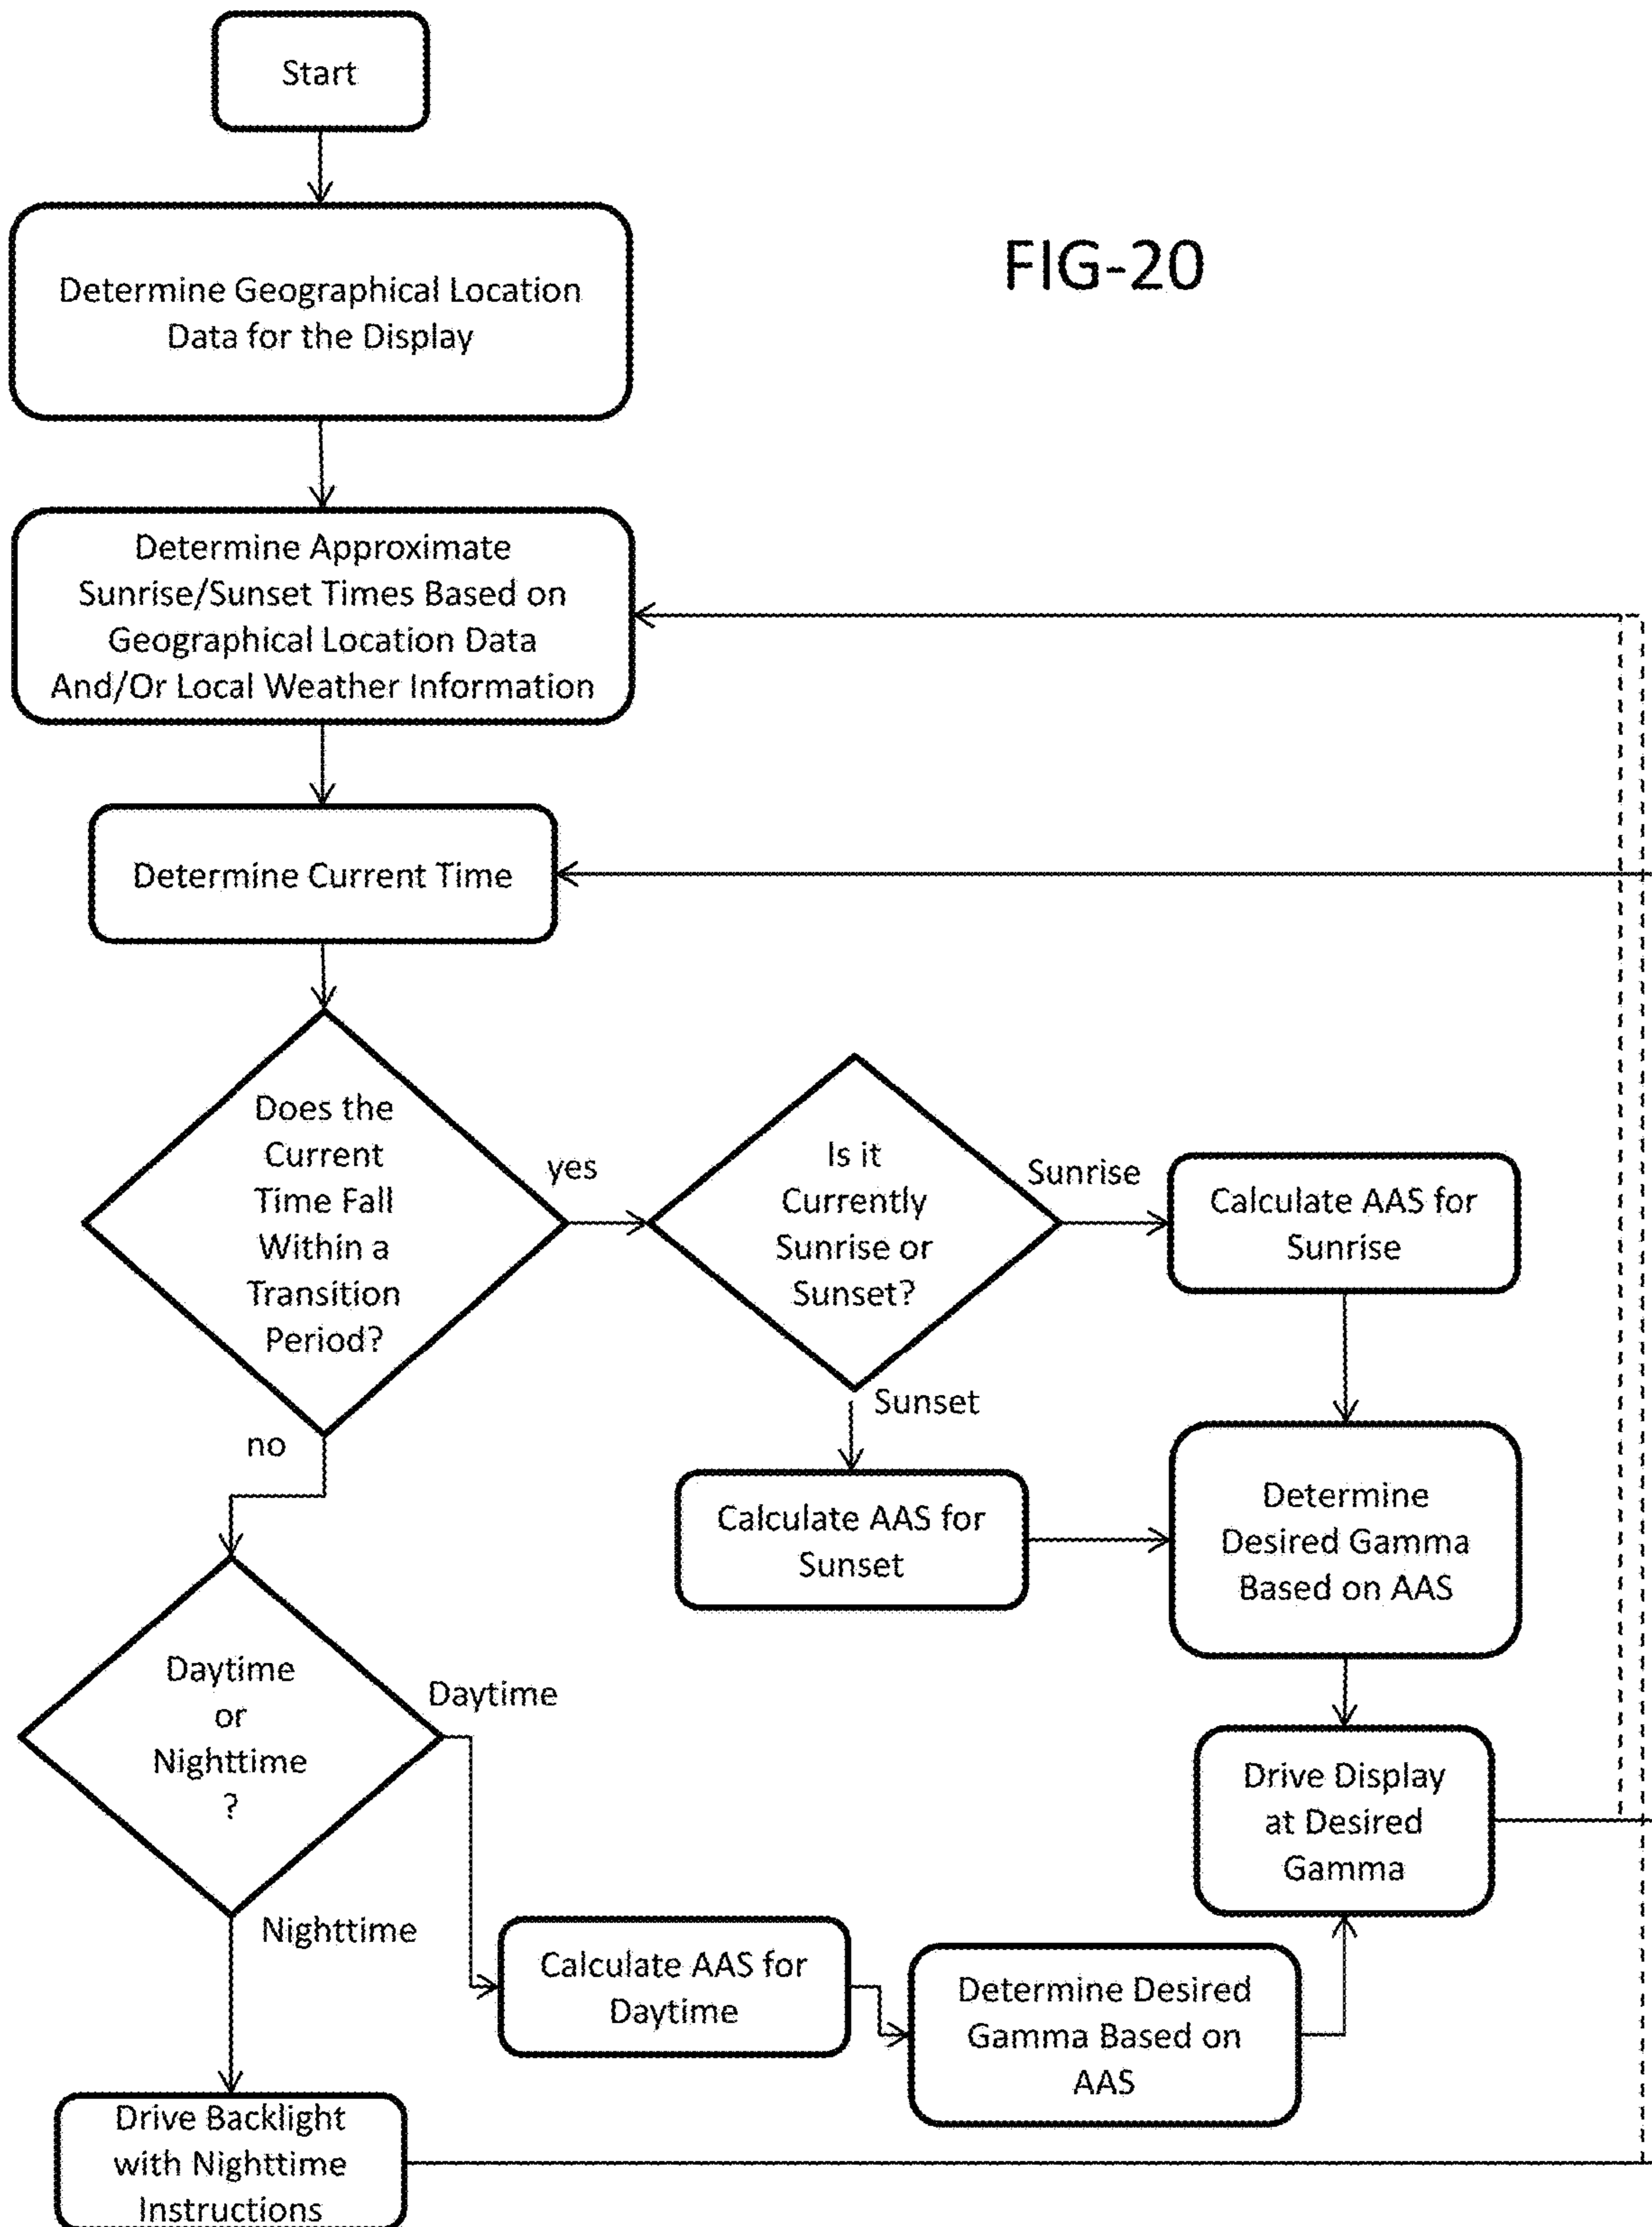 Start
FIG-20
Determine Geographical Location
Data for the Display
Determine Approximate
Sunrise/Sunset Times Based on
Geographical Location Data
And/Or Local Weather Information
Determine Current Time
Does the
Current
Time Fall
Within a
Transition
Period?
yes
no
Is it
Currently
Sunrise or
Sunset?
Sunrise
Sunset
Calculate AAS for
Sunrise
Calculate AAS for
Sunset
Determine
Desired Gamma
Based on AAS
Drive Display
at Desired
Gamma
Daytime
or
Nighttime
?
Daytime
Nighttime
Calculate AAS for
Daytime
Determine Desired
Gamma Based on
AAS
Drive Backlight
with Nighttime
Instructions